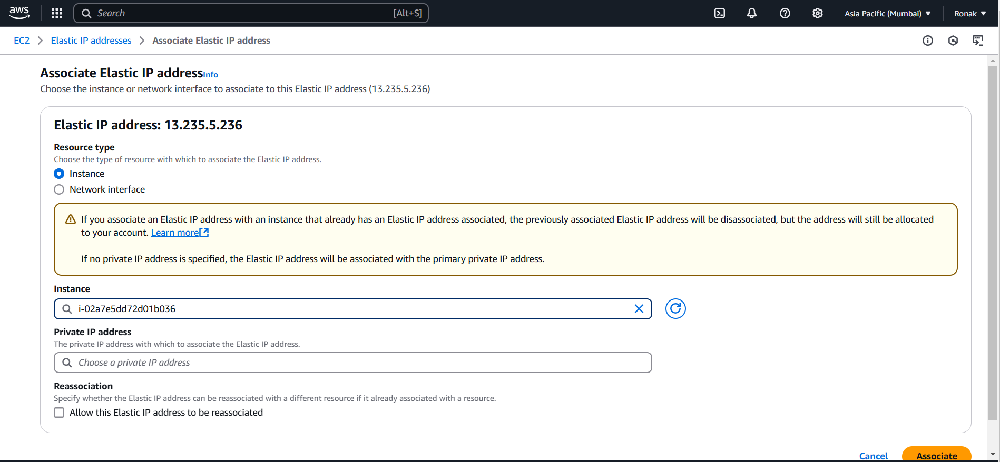 aws
Search [Alt+S]
Asia Pacific (Mumbai)
Ronak
EC2 Elastic IP addresses Associate Elastic IP address
Associate Elastic IP address Info
Choose the instance or network interface to associate to this Elastic IP address (13.235.5.236)
Elastic IP address: 13.235.5.236
Resource type
Choose the type of resource with which to associate the Elastic IP address.
Instance
Network interface
If you associate an Elastic IP address with an instance that already has an Elastic IP address associated, the previously associated Elastic IP address will be disassociated, but the address will still be allocated
to your account. Learn more
If no private IP address is specified, the Elastic IP address will be associated with the primary private IP address.
Instance
i-02a7e5dd72d01b036
Private IP address
The private IP address with which to associate the Elastic IP address.
Choose a private IP address
Reassociation
Specify whether the Elastic IP address can be reassociated with a different resource if it already associated with a resource.
Allow this Elastic IP address to be reassociated
Cancel
Associate